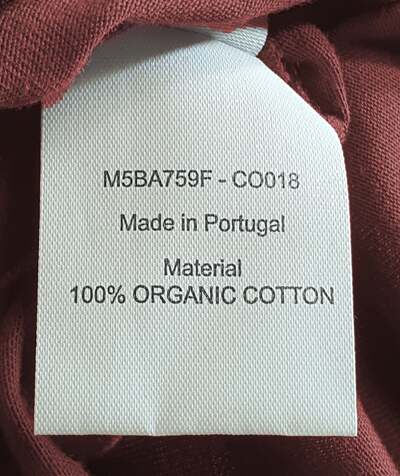 M5BA759F - CO018
Made in Portugal
Material
100% ORGANIC COTTON